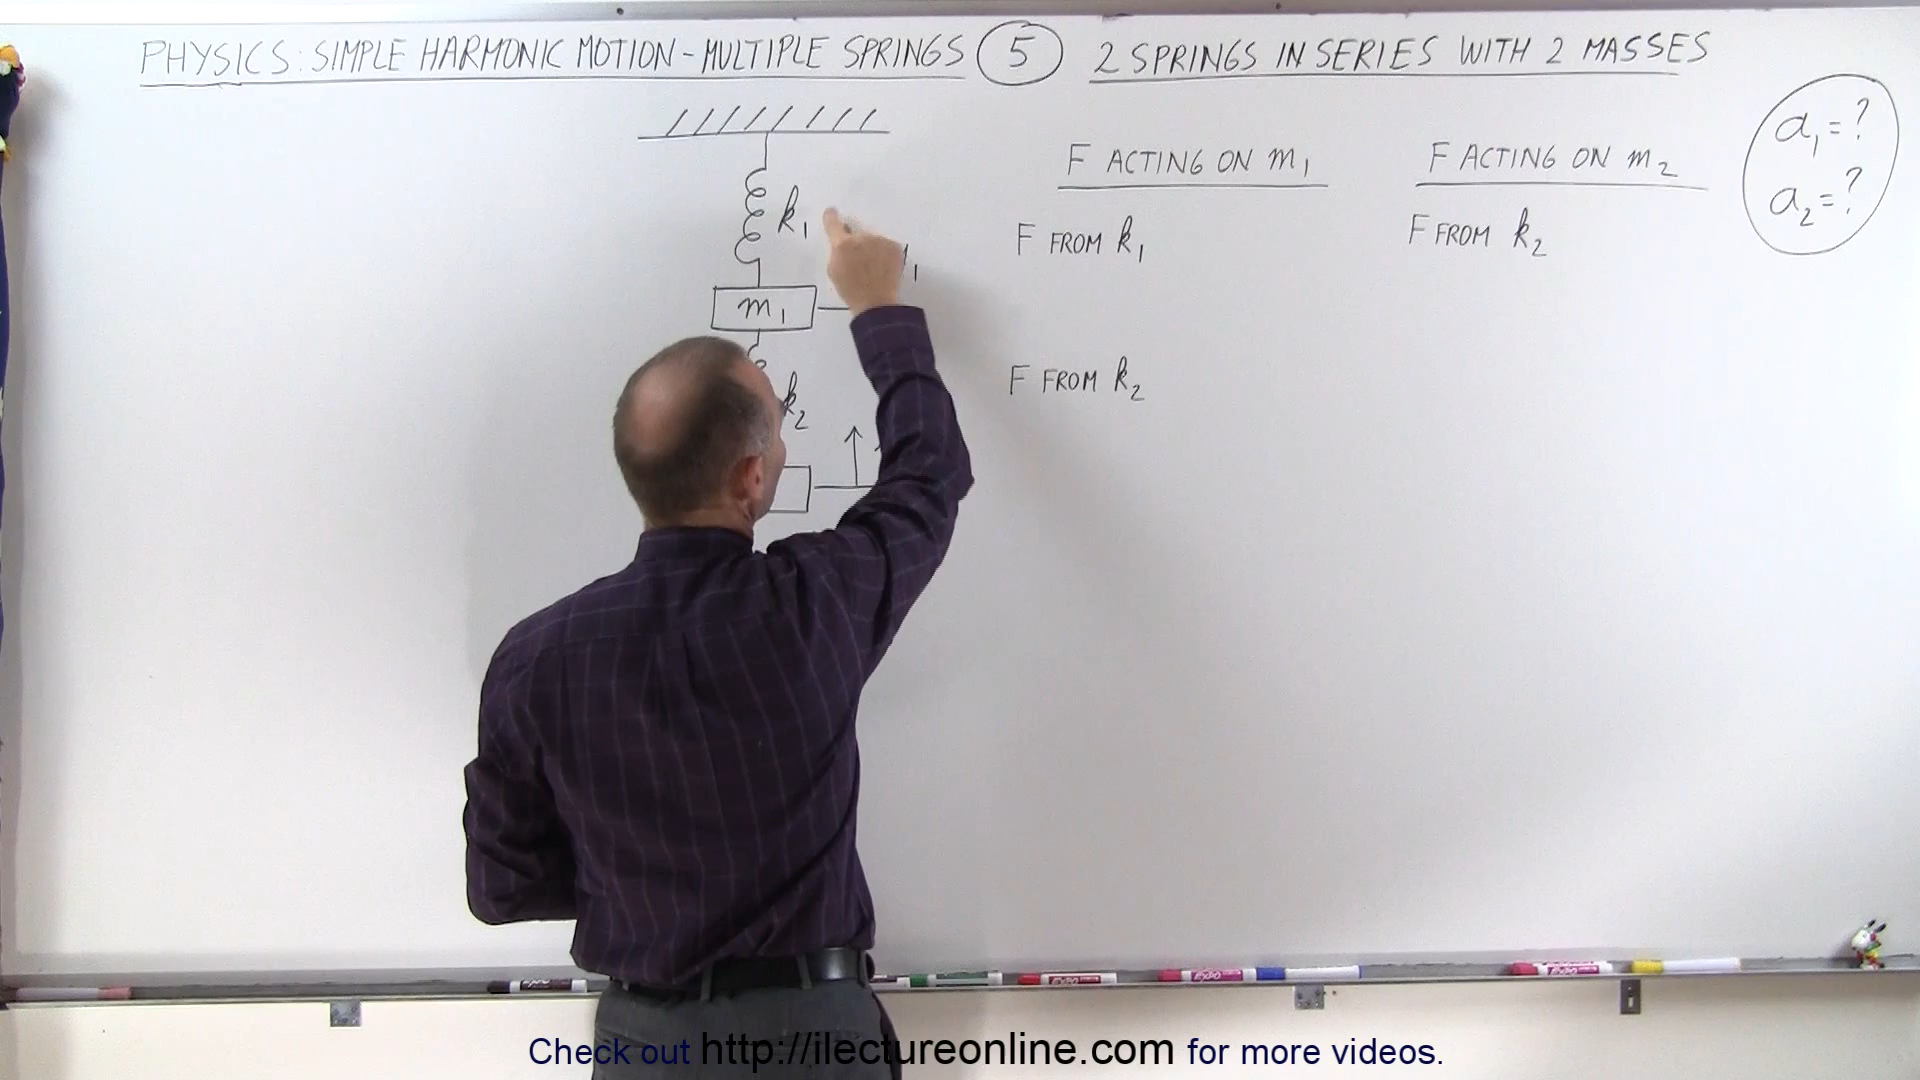 PHYSICS: SIMPLE HARMONIC MOTION - MULTIPLE SPRINGS 5 2 SPRINGS IN SERIES WITH 2 MASSES
a₁ = ?
a₂ = ?
F ACTING ON m₁
F ACTING ON m₂
k₁
F FROM k₁
F FROM k₂
m₁
k₂
F FROM k₂
Check out http://ilectureonline.com for more videos.